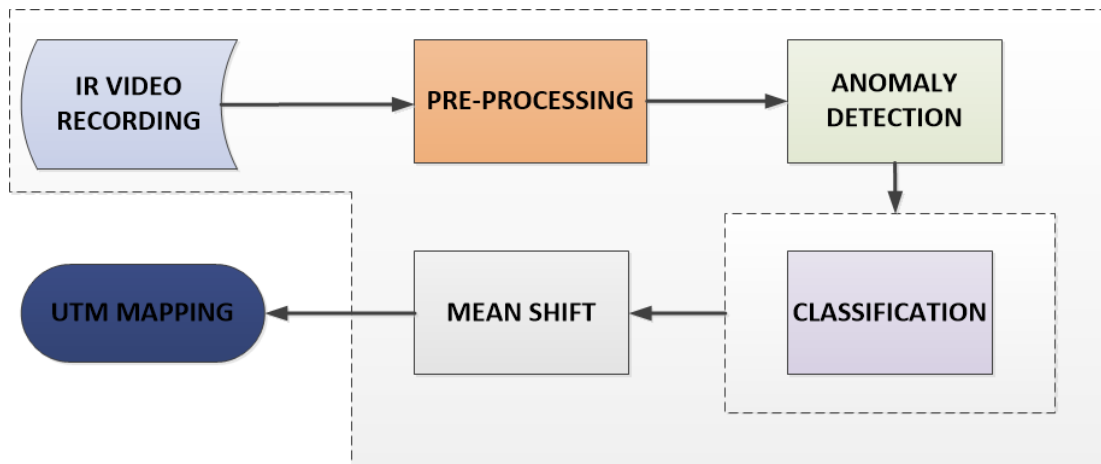 IR VIDEO
RECORDING
PRE-PROCESSING
ANOMALY
DETECTION
CLASSIFICATION
MEAN SHIFT
UTM MAPPING